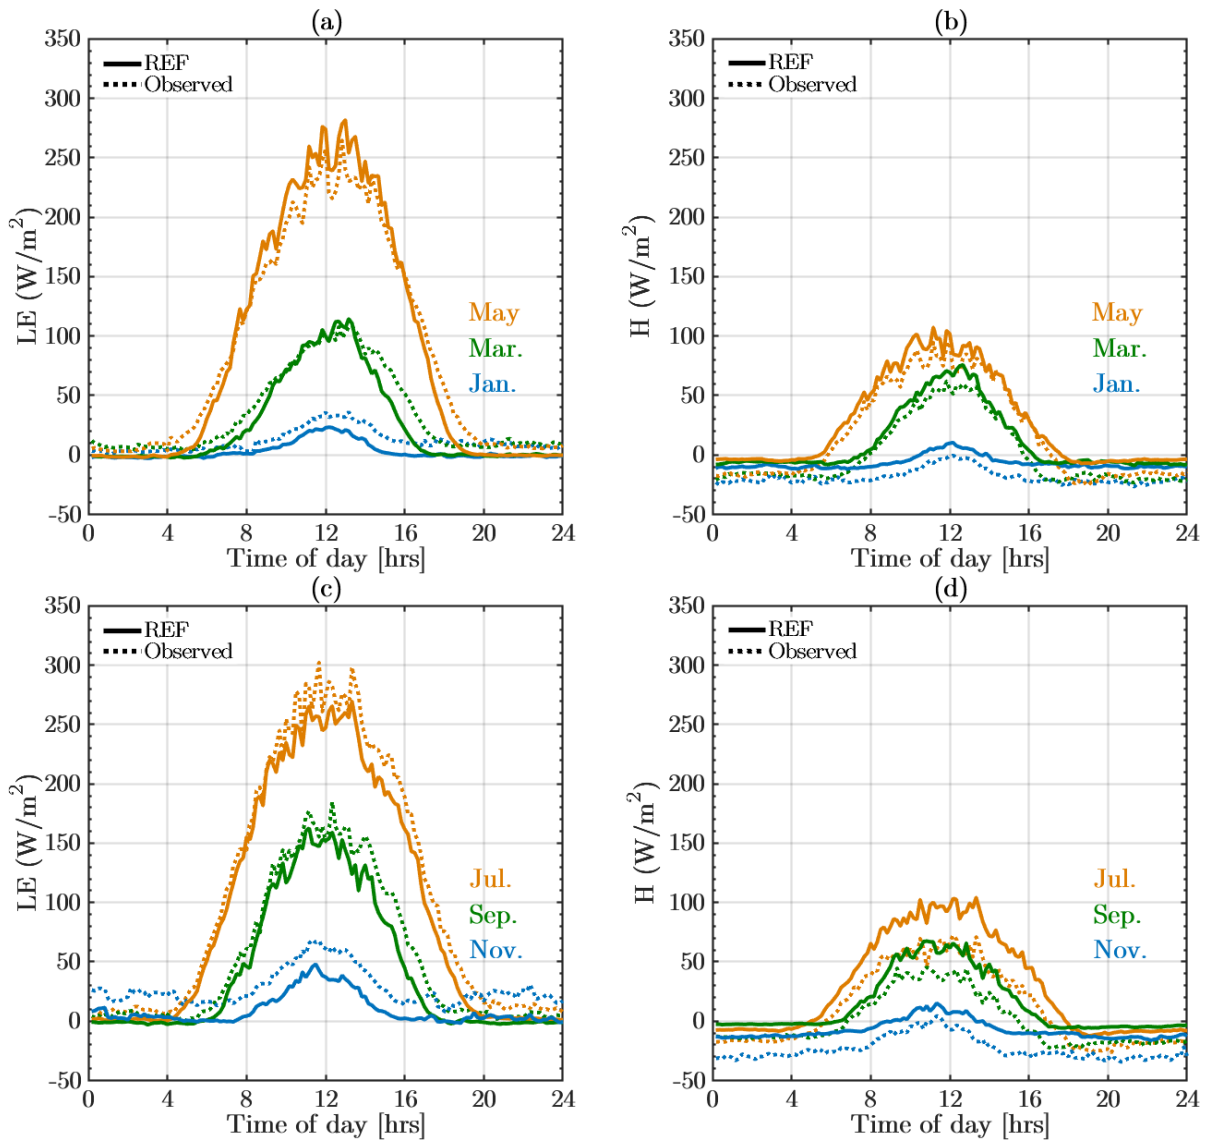 (a)
350
300
250
200
150
100
50
0
-50
LE (W/m²)
REF
Observed
May
Mar.
Jan.
0 4 8 12 16 20 24
Time of day [hrs]
(b)
350
300
250
200
150
100
50
0
-50
H (W/m²)
REF
Observed
May
Mar.
Jan.
0 4 8 12 16 20 24
Time of day [hrs]
(c)
350
300
250
200
150
100
50
0
-50
LE (W/m²)
REF
Observed
Jul.
Sep.
Nov.
0 4 8 12 16 20 24
Time of day [hrs]
(d)
350
300
250
200
150
100
50
0
-50
H (W/m²)
REF
Observed
Jul.
Sep.
Nov.
0 4 8 12 16 20 24
Time of day [hrs]